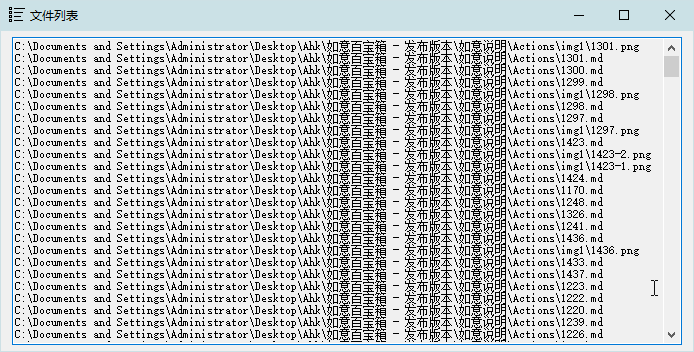 文件列表
C:\Documents and Settings\Administrator\Desktop\Ahk\如意百宝箱 - 发布版本\如意说明\Actions\img1\1301.png
C:\Documents and Settings\Administrator\Desktop\Ahk\如意百宝箱 - 发布版本\如意说明\Actions\1301.md
C:\Documents and Settings\Administrator\Desktop\Ahk\如意百宝箱 - 发布版本\如意说明\Actions\1300.md
C:\Documents and Settings\Administrator\Desktop\Ahk\如意百宝箱 - 发布版本\如意说明\Actions\1299.md
C:\Documents and Settings\Administrator\Desktop\Ahk\如意百宝箱 - 发布版本\如意说明\Actions\img1\1298.png
C:\Documents and Settings\Administrator\Desktop\Ahk\如意百宝箱 - 发布版本\如意说明\Actions\1298.md
C:\Documents and Settings\Administrator\Desktop\Ahk\如意百宝箱 - 发布版本\如意说明\Actions\1297.md
C:\Documents and Settings\Administrator\Desktop\Ahk\如意百宝箱 - 发布版本\如意说明\Actions\img1\1297.png
C:\Documents and Settings\Administrator\Desktop\Ahk\如意百宝箱 - 发布版本\如意说明\Actions\1423.md
C:\Documents and Settings\Administrator\Desktop\Ahk\如意百宝箱 - 发布版本\如意说明\Actions\img1\1423-2.png
C:\Documents and Settings\Administrator\Desktop\Ahk\如意百宝箱 - 发布版本\如意说明\Actions\img1\1423-1.png
C:\Documents and Settings\Administrator\Desktop\Ahk\如意百宝箱 - 发布版本\如意说明\Actions\1424.md
C:\Documents and Settings\Administrator\Desktop\Ahk\如意百宝箱 - 发布版本\如意说明\Actions\1170.md
C:\Documents and Settings\Administrator\Desktop\Ahk\如意百宝箱 - 发布版本\如意说明\Actions\1248.md
C:\Documents and Settings\Administrator\Desktop\Ahk\如意百宝箱 - 发布版本\如意说明\Actions\1326.md
C:\Documents and Settings\Administrator\Desktop\Ahk\如意百宝箱 - 发布版本\如意说明\Actions\1241.md
C:\Documents and Settings\Administrator\Desktop\Ahk\如意百宝箱 - 发布版本\如意说明\Actions\1436.md
C:\Documents and Settings\Administrator\Desktop\Ahk\如意百宝箱 - 发布版本\如意说明\Actions\img1\1436.png
C:\Documents and Settings\Administrator\Desktop\Ahk\如意百宝箱 - 发布版本\如意说明\Actions\1433.md
C:\Documents and Settings\Administrator\Desktop\Ahk\如意百宝箱 - 发布版本\如意说明\Actions\1437.md
C:\Documents and Settings\Administrator\Desktop\Ahk\如意百宝箱 - 发布版本\如意说明\Actions\1223.md
C:\Documents and Settings\Administrator\Desktop\Ahk\如意百宝箱 - 发布版本\如意说明\Actions\1222.md
C:\Documents and Settings\Administrator\Desktop\Ahk\如意百宝箱 - 发布版本\如意说明\Actions\1220.md
C:\Documents and Settings\Administrator\Desktop\Ahk\如意百宝箱 - 发布版本\如意说明\Actions\1239.md
C:\Documents and Settings\Administrator\Desktop\Ahk\如意百宝箱 - 发布版本\如意说明\Actions\1226.md